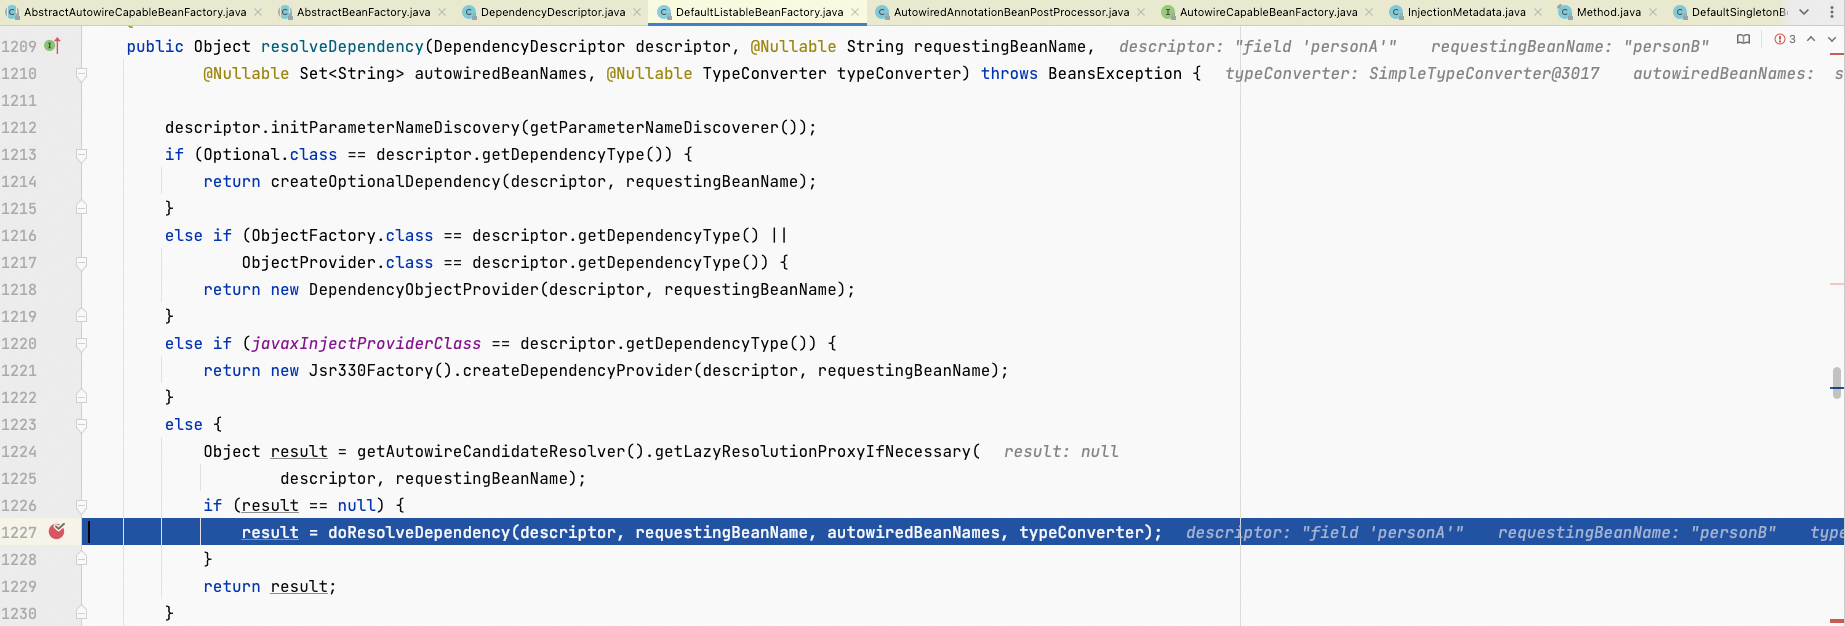 AbstractAutowireCapableBeanFactory.java AbstractBeanFactory.java DependencyDescriptor.java DefaultListableBeanFactory.java AutowiredAnnotationBeanPostProcessor.java AutowireCapableBeanFactory.java InjectionMetadata.java Method.java DefaultSingletonBe
1209 public Object resolveDependency(DependencyDescriptor descriptor, @Nullable String requestingBeanName, descriptor: "field 'personA'" requestingBeanName: "personB" 3
1210 @Nullable Set<String> autowiredBeanNames, @Nullable TypeConverter typeConverter) throws BeansException { typeConverter: SimpleTypeConverter@3017 autowiredBeanNames: s
1211
1212 descriptor.initParameterNameDiscovery(getParameterNameDiscoverer());
1213 if (Optional.class == descriptor.getDependencyType()) {
1214 return createOptionalDependency(descriptor, requestingBeanName);
1215 }
1216 else if (ObjectFactory.class == descriptor.getDependencyType() ||
1217 ObjectProvider.class == descriptor.getDependencyType()) {
1218 return new DependencyObjectProvider(descriptor, requestingBeanName);
1219 }
1220 else if (javaxInjectProviderClass == descriptor.getDependencyType()) {
1221 return new Jsr330Factory().createDependencyProvider(descriptor, requestingBeanName);
1222 }
1223 else {
1224 Object result = getAutowireCandidateResolver().getLazyResolutionProxyIfNecessary( result: null
1225 descriptor, requestingBeanName);
1226 if (result == null) {
1227 result = doResolveDependency(descriptor, requestingBeanName, autowiredBeanNames, typeConverter); descriptor: "field 'personA'" requestingBeanName: "personB" type
1228 }
1229 return result;
1230 }